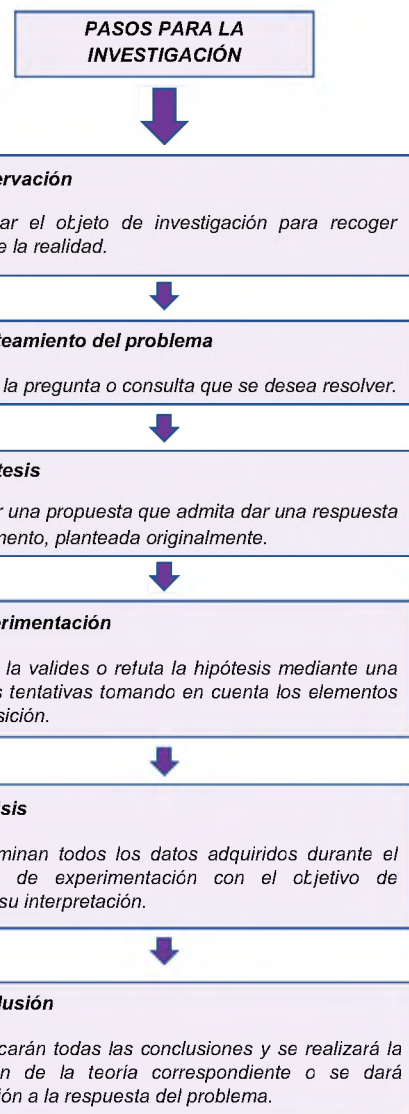 PASOS PARA LA
INVESTIGACIÓN
ervación
ar el objeto de investigación para recoger
e la realidad.
teamiento del problema
la pregunta o consulta que se desea resolver.
tesis
r una propuesta que admita dar una respuesta
mento, planteada originalmente.
erimentación
la valides o refuta la hipótesis mediante una
s tentativas tomando en cuenta los elementos
sición.
isis
minan todos los datos adquiridos durante el
de experimentación con el objetivo de
su interpretación.
lusión
carán todas las conclusiones y se realizará la
n de la teoría correspondiente o se dará
ión a la respuesta del problema.